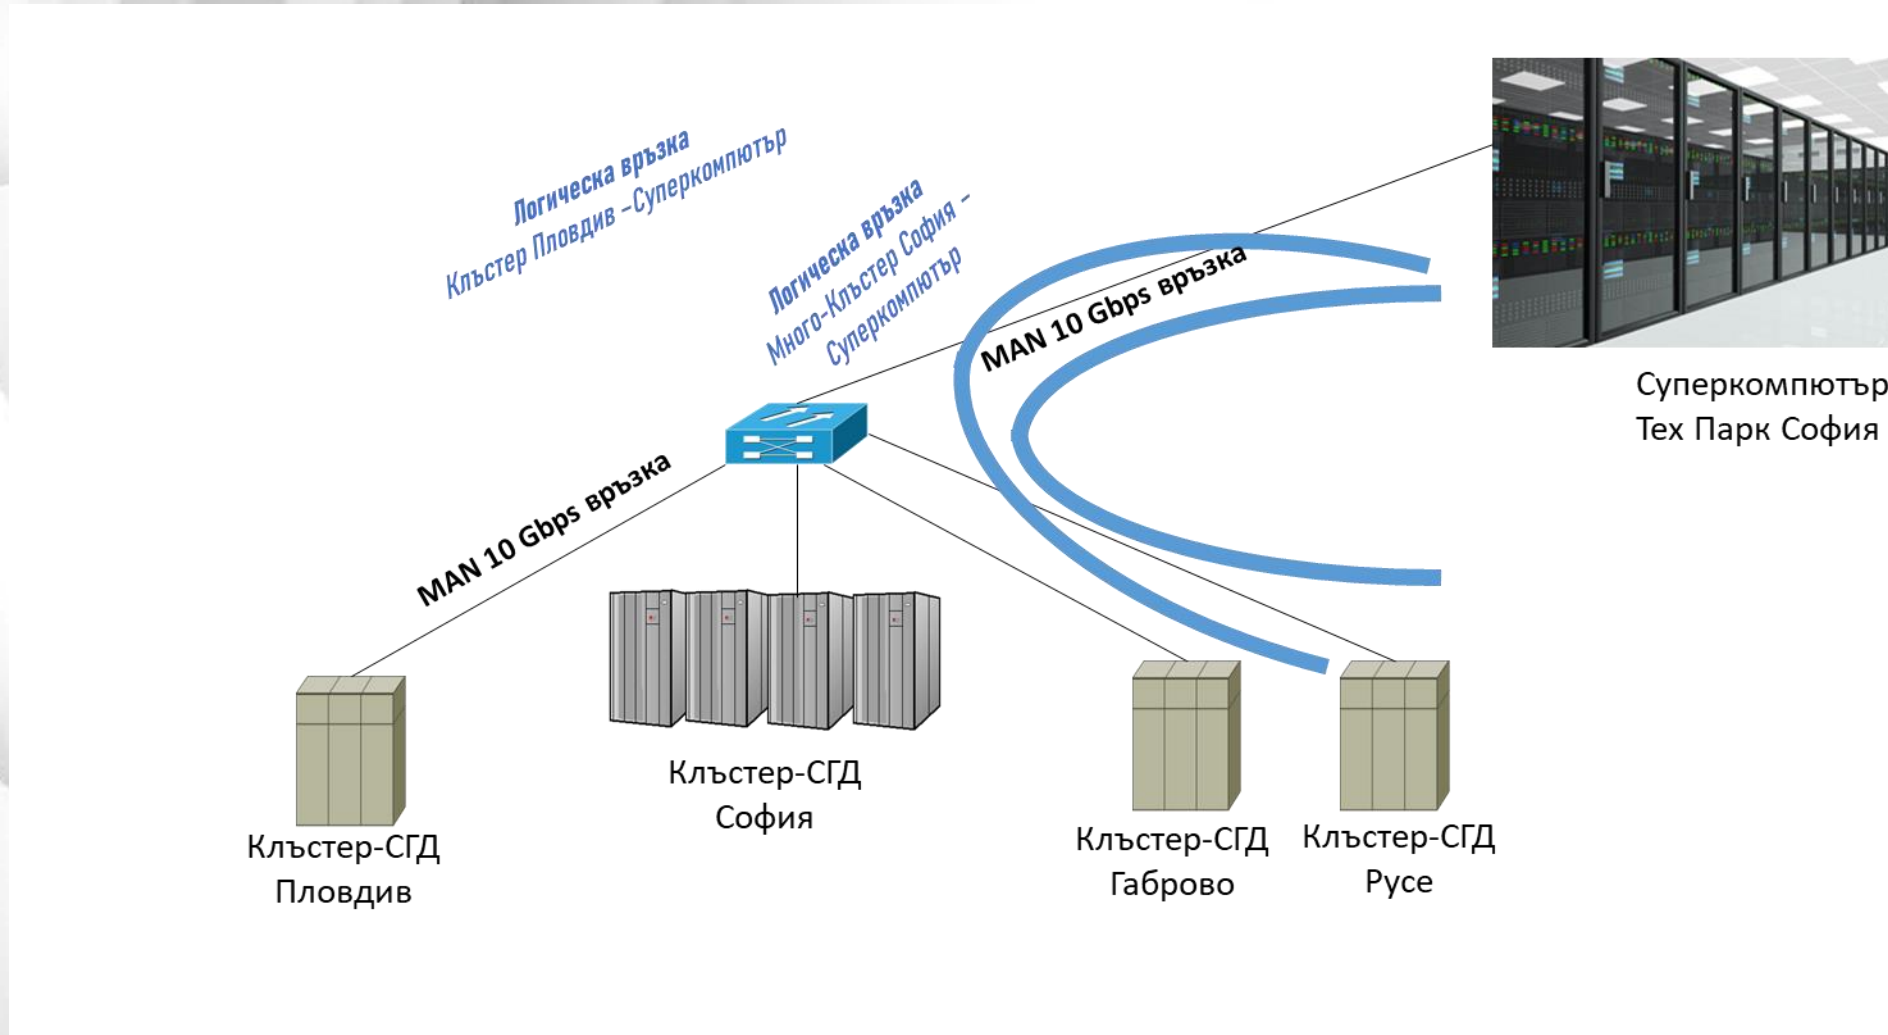 Логическа връзка
Клъстер Пловдив –Суперкомпютър
Логическа връзка
Много-Клъстер София –
Суперкомпютър
MAN 10 Gbps връзка
Суперкомпютър
Тех Парк София
MAN 10 Gbps връзка
Клъстер-СГД
Пловдив
Клъстер-СГД
София
Клъстер-СГД
Габрово
Клъстер-СГД
Русе